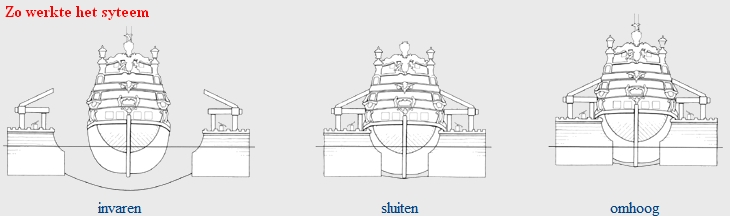 Zo werkte het syteem
invaren
sluiten
omhoog